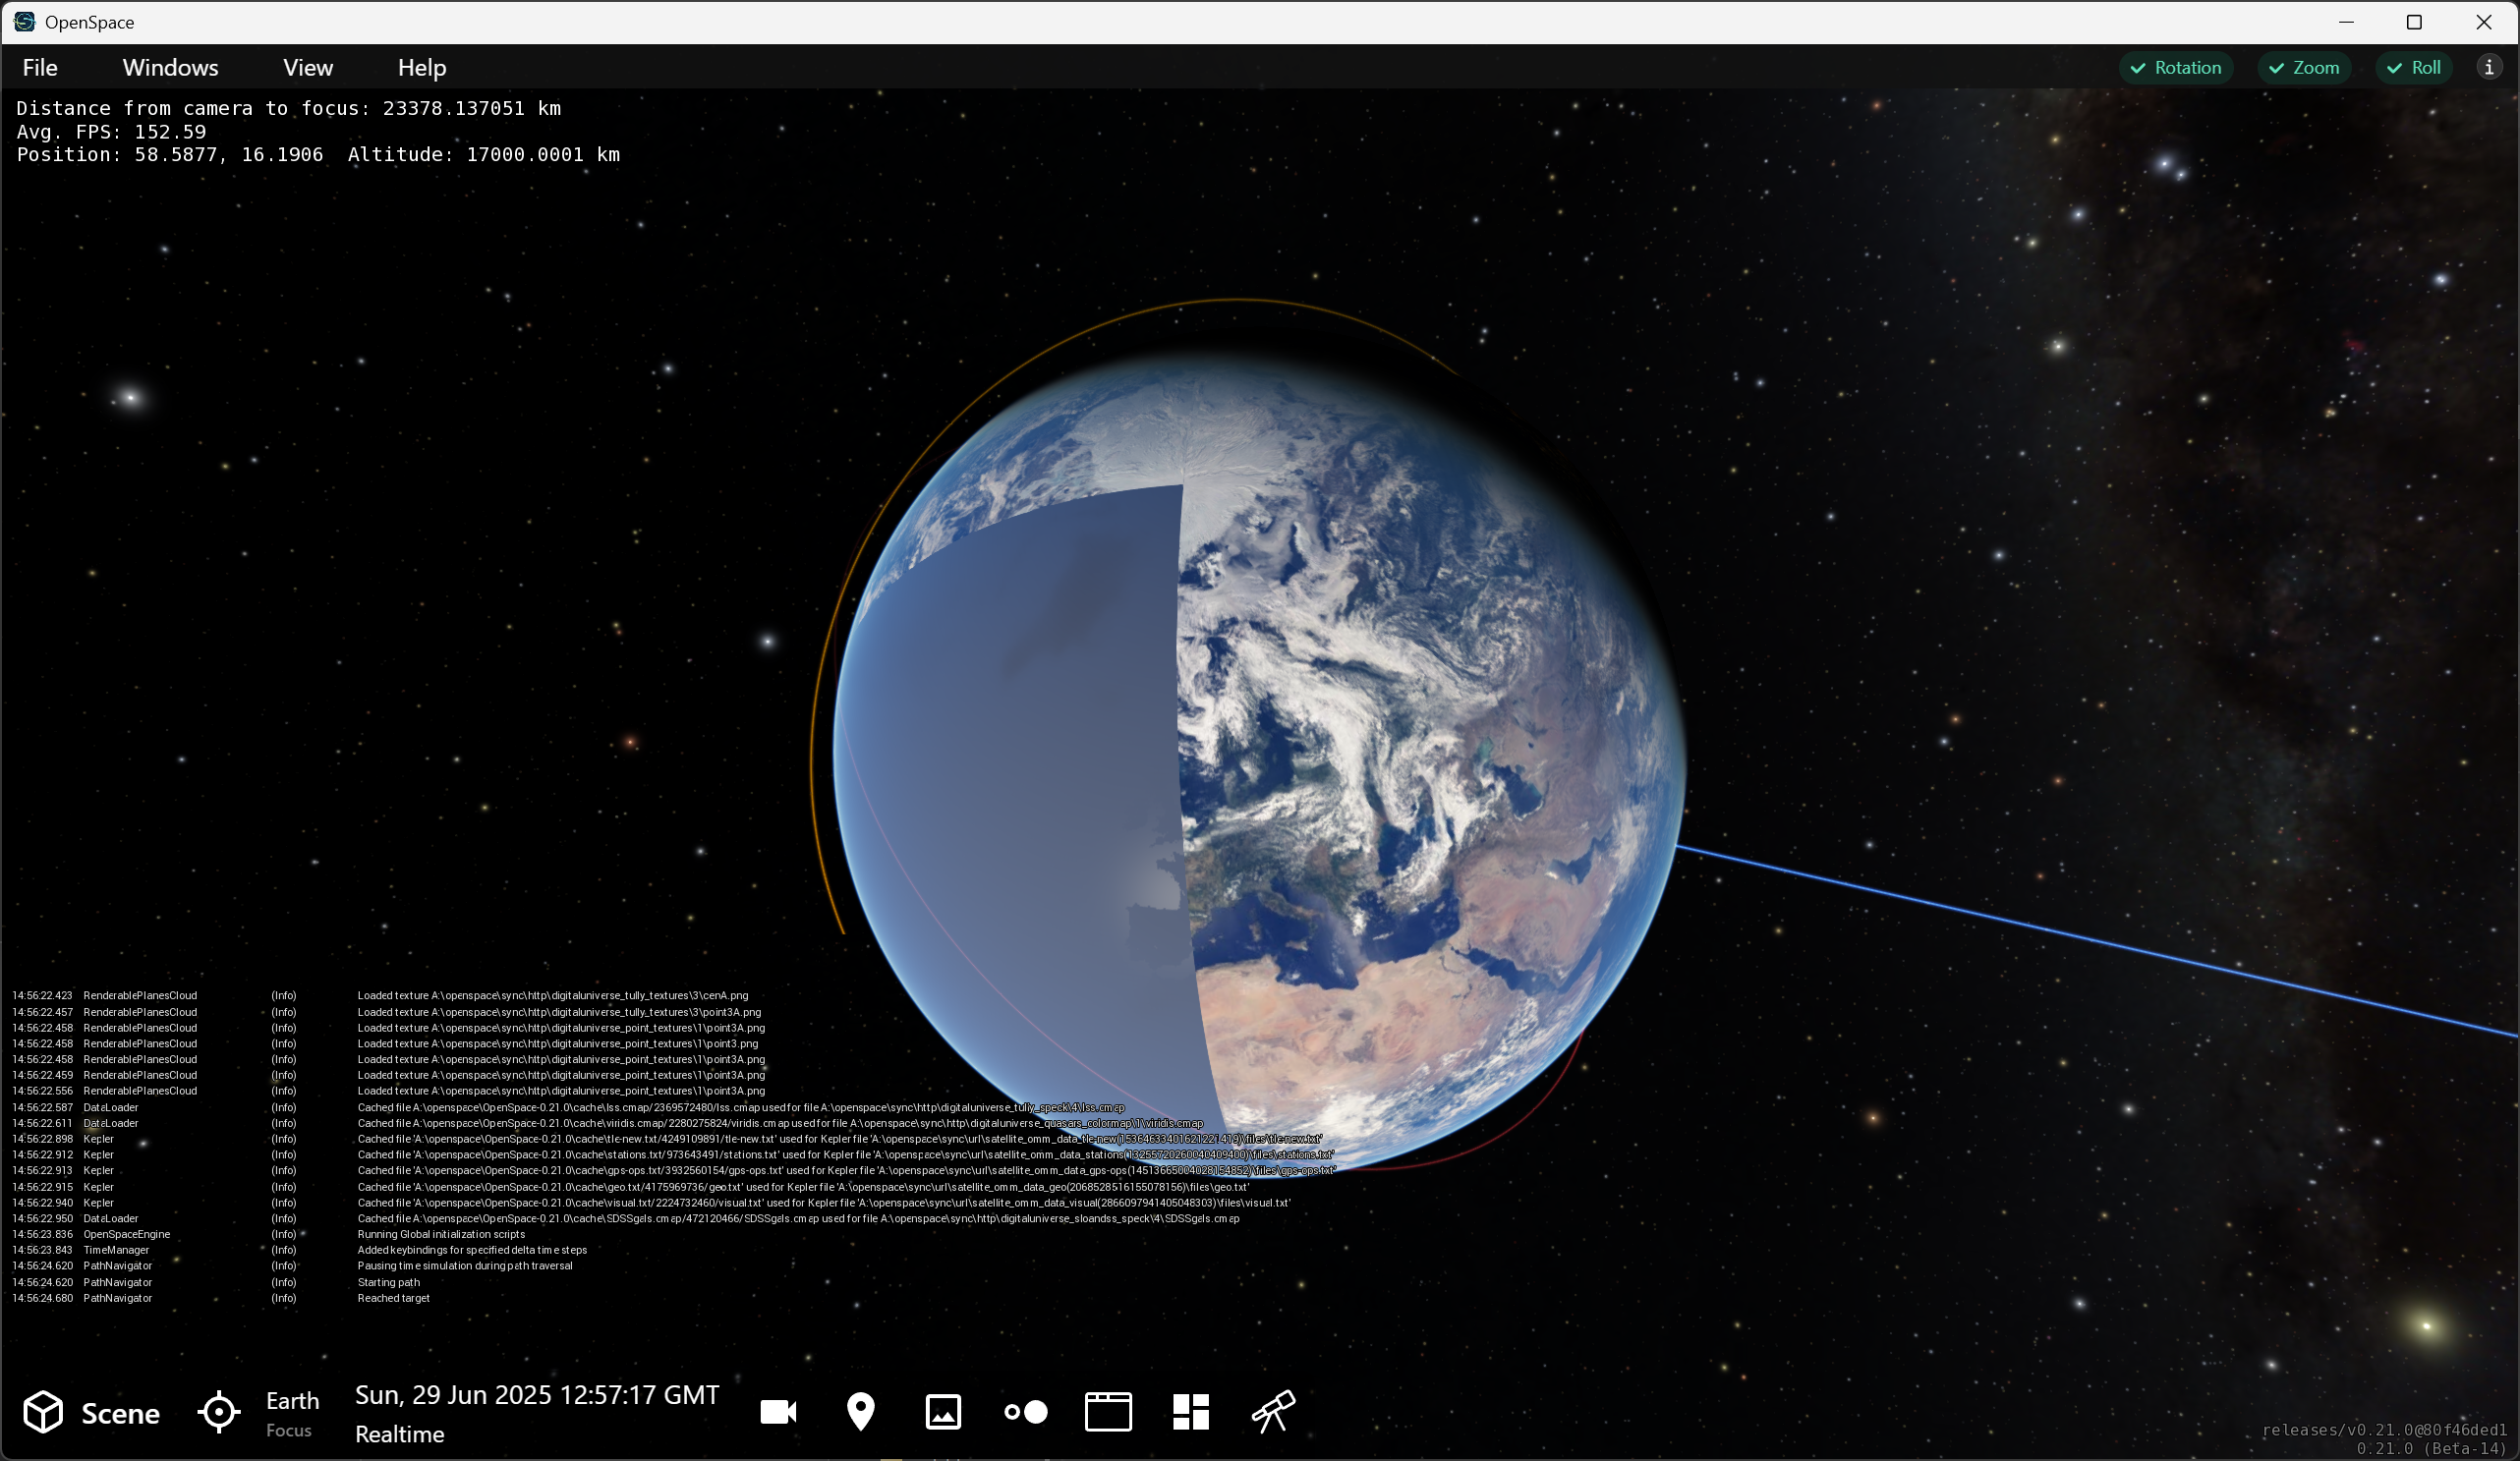 OpenSpace
File Windows View Help Rotation Zoom Roll
Distance from camera to focus: 23378.137051 km
Avg. FPS: 152.59
Position: 58.5877, 16.1906 Altitude: 17000.0001 km
14:56:22.423 RenderablePlanesCloud (Info) Loaded texture A:\openspace\sync\http\digitaluniverse_tully_textures\3\cenA.png
14:56:22.457 RenderablePlanesCloud (Info) Loaded texture A:\openspace\sync\http\digitaluniverse_tully_textures\3\point3A.png
14:56:22.458 RenderablePlanesCloud (Info) Loaded texture A:\openspace\sync\http\digitaluniverse_point_textures\1\point3A.png
14:56:22.458 RenderablePlanesCloud (Info) Loaded texture A:\openspace\sync\http\digitaluniverse_point_textures\1\point3.png
14:56:22.458 RenderablePlanesCloud (Info) Loaded texture A:\openspace\sync\http\digitaluniverse_point_textures\1\point3A.png
14:56:22.459 RenderablePlanesCloud (Info) Loaded texture A:\openspace\sync\http\digitaluniverse_point_textures\1\point3A.png
14:56:22.556 RenderablePlanesCloud (Info) Loaded texture A:\openspace\sync\http\digitaluniverse_point_textures\1\point3A.png
14:56:22.587 DataLoader (Info) Cached file A:\openspace\OpenSpace-0.21.0\cache\lss.cmap/2369572480/lss.cmap used for file A:\openspace\sync\http\digitaluniverse_tully_speck\4\lss.cmap
14:56:22.611 DataLoader (Info) Cached file A:\openspace\OpenSpace-0.21.0\cache\viridis.cmap/2280275824/viridis.cmap used for file A:\openspace\sync\http\digitaluniverse_quasars_colormap\1\viridis.cmap
14:56:22.898 Kepler (Info) Cached file 'A:\openspace\OpenSpace-0.21.0\cache\tle-new.txt/4249109891/tle-new.txt' used for Kepler file 'A:\openspace\sync\url\satellite_omm_data_tle-new(15364633401621221419)\files\tle-new.txt'
14:56:22.912 Kepler (Info) Cached file 'A:\openspace\OpenSpace-0.21.0\cache\stations.txt/973643491/stations.txt' used for Kepler file 'A:\openspace\sync\url\satellite_omm_data_stations(13255720260040409400)\files\stations.txt'
14:56:22.913 Kepler (Info) Cached file 'A:\openspace\OpenSpace-0.21.0\cache\gps-ops.txt/3932560154/gps-ops.txt' used for Kepler file 'A:\openspace\sync\url\satellite_omm_data_gps-ops(14513665004028154852)\files\gps-ops.txt'
14:56:22.915 Kepler (Info) Cached file 'A:\openspace\OpenSpace-0.21.0\cache\geo.txt/4175969736/geo.txt' used for Kepler file 'A:\openspace\sync\url\satellite_omm_data_geo(2068528516155078156)\files\geo.txt'
14:56:22.940 Kepler (Info) Cached file 'A:\openspace\OpenSpace-0.21.0\cache\visual.txt/2224732460/visual.txt' used for Kepler file 'A:\openspace\sync\url\satellite_omm_data_visual(2866097941405048303)\files\visual.txt'
14:56:22.950 DataLoader (Info) Cached file A:\openspace\OpenSpace-0.21.0\cache\SDSSgals.cmap/472120466/SDSSgals.cmap used for file A:\openspace\sync\http\digitaluniverse_sloandss_speck\4\SDSSgals.cmap
14:56:23.836 OpenSpaceEngine (Info) Running Global initialization scripts
14:56:23.843 TimeManager (Info) Added keybindings for specified delta time steps
14:56:24.620 PathNavigator (Info) Pausing time simulation during path traversal
14:56:24.620 PathNavigator (Info) Starting path
14:56:24.680 PathNavigator (Info) Reached target
Scene
Earth
Focus
Sun, 29 Jun 2025 12:57:17 GMT
Realtime
releases/v0.21.0@80f46ded1
0.21.0 (Beta-14)